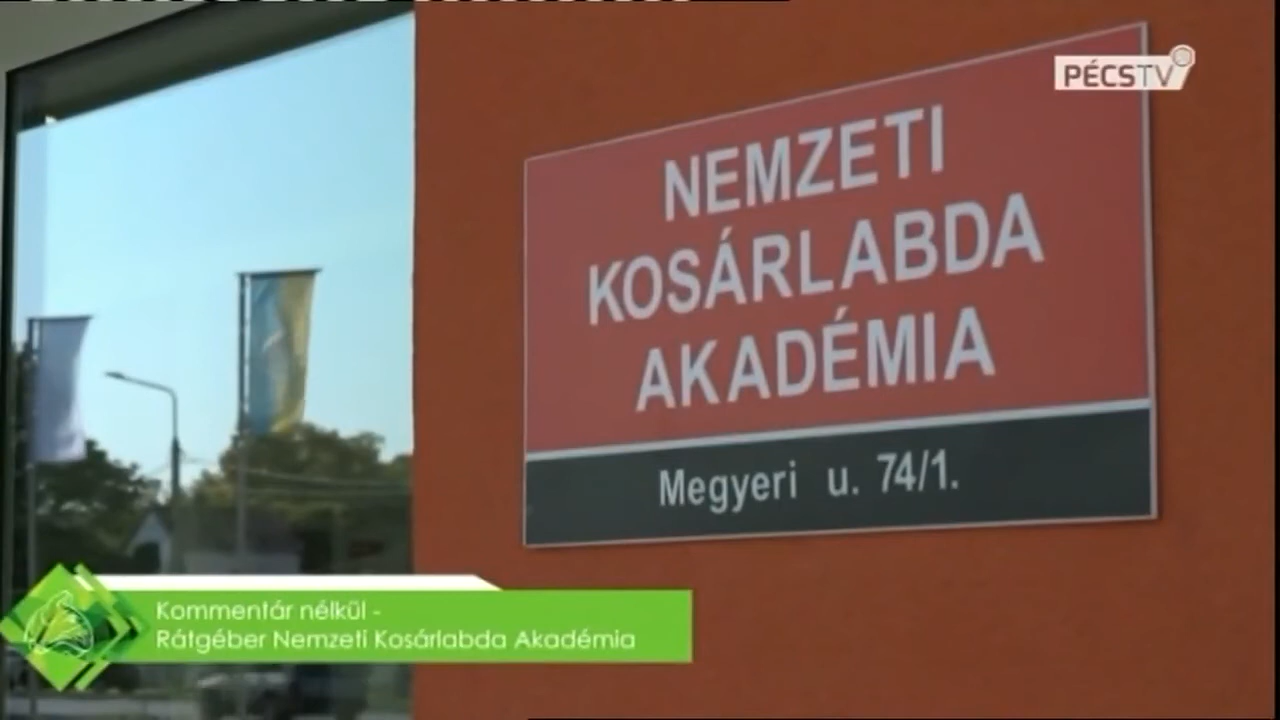 PÉCSTV
NEMZETI
KOSÁRLABDA
AKADÉMIA
Megyeri u. 74/1.
Kommentár nélkül -
Rátgéber Nemzeti Kosárlabda Akadémia